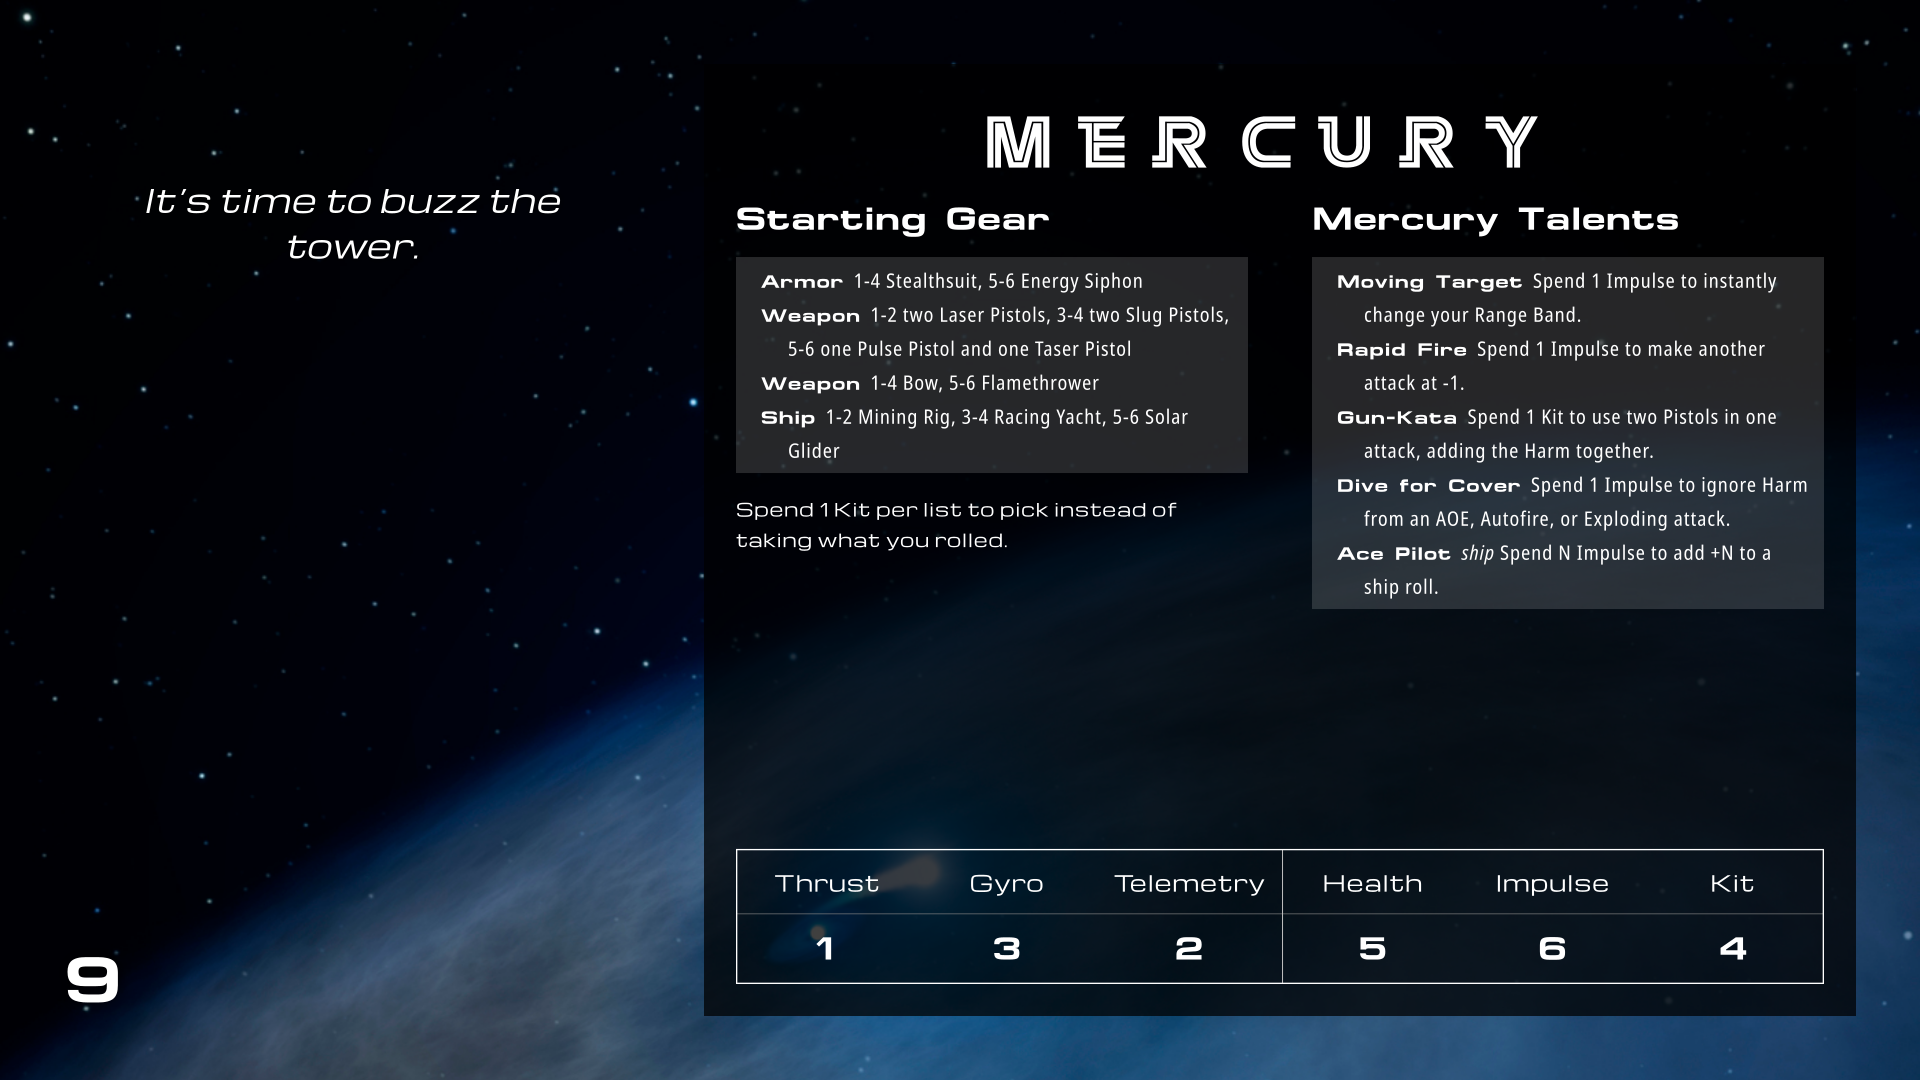 It's time to buzz the
tower.
MERCURY
Starting Gear
Armor 1-4 Stealthsuit, 5-6 Energy Siphon
Weapon 1-2 two Laser Pistols, 3-4 two Slug Pistols,
5-6 one Pulse Pistol and one Taser Pistol
Weapon 1-4 Bow, 5-6 Flamethrower
Ship 1-2 Mining Rig, 3-4 Racing Yacht, 5-6 Solar
Glider
Spend 1 Kit per list to pick instead of
taking what you rolled.
Mercury Talents
Moving Target Spend 1 Impulse to instantly
change your Range Band.
Rapid Fire Spend 1 Impulse to make another
attack at -1.
Gun-Kata Spend 1 Kit to use two Pistols in one
attack, adding the Harm together.
Dive for Cover Spend 1 Impulse to ignore Harm
from an AOE, Autofire, or Exploding attack.
Ace Pilot ship Spend N Impulse to add +N to a
ship roll.
Thrust Gyro Telemetry Health Impulse Kit
1 3 2 5 6 4
9